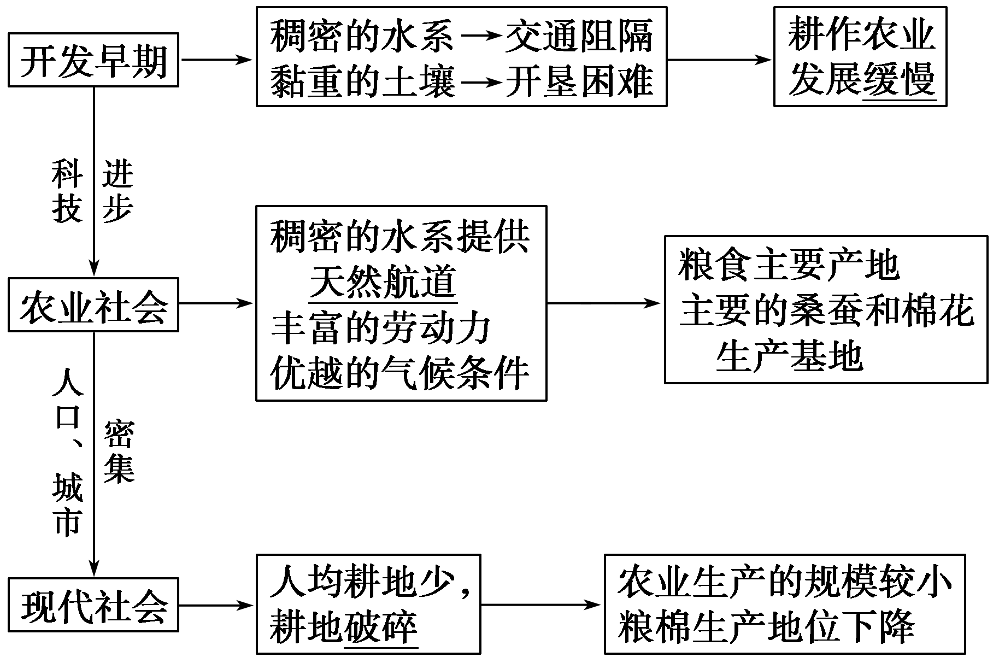 开发早期
稠密的水系→交通阻隔
黏重的土壤→开垦困难
耕作农业
发展缓慢
科技
进步
农业社会
稠密的水系提供
天然航道
丰富的劳动力
优越的气候条件
粮食主要产地
主要的桑蚕和棉花
生产基地
人口、城市
密集
现代社会
人均耕地少，
耕地破碎
农业生产的规模较小
粮棉生产地位下降